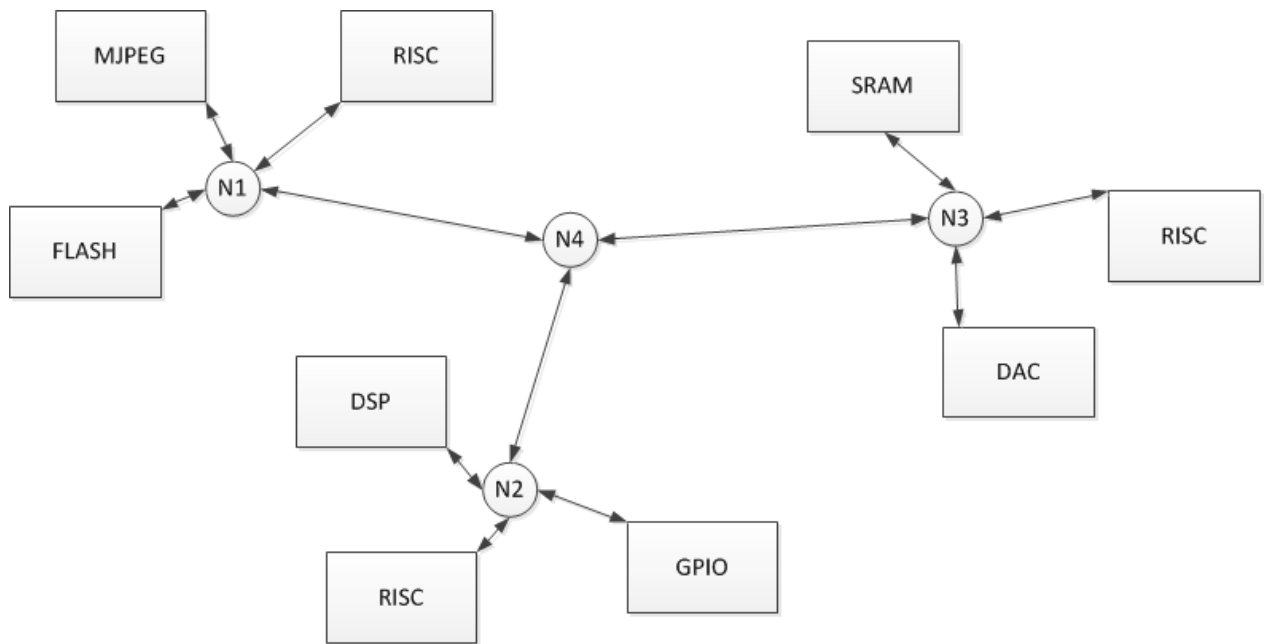 MJPEG
RISC
SRAM
N1
N3
FLASH
N4
RISC
DSP
DAC
N2
RISC
GPIO